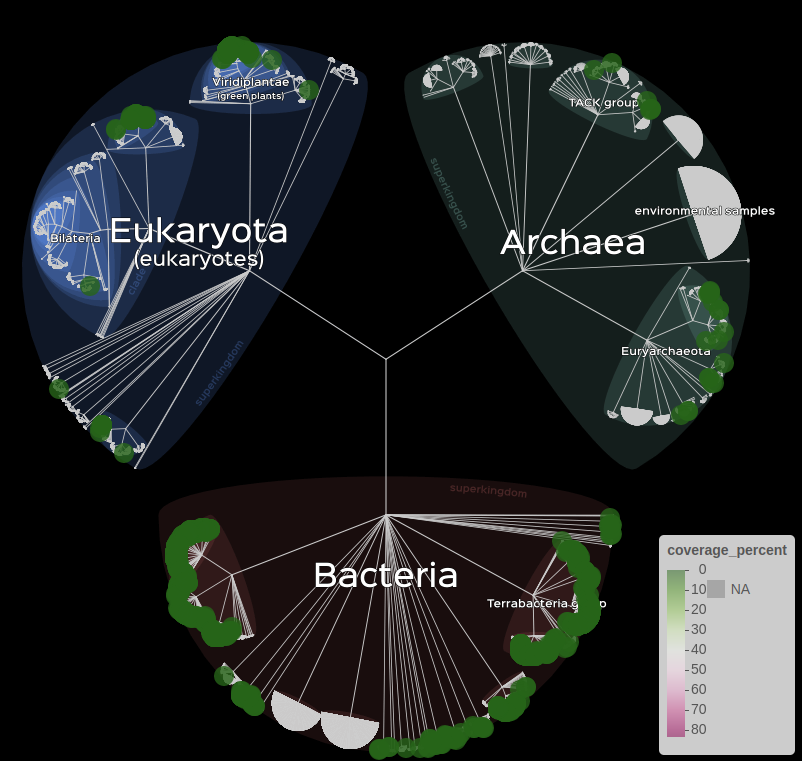 Viridiplantae
(green plants)
TACK group
superkingdom
environmental samples
Bilateria
Eukaryota
(eukaryotes)
Archaea
clade
Euryarchaeota
superkingdom
superkingdom
Bacteria
Terrabacteria g p
coverage_percent
0
10
NA
20
30
40
50
60
70
80